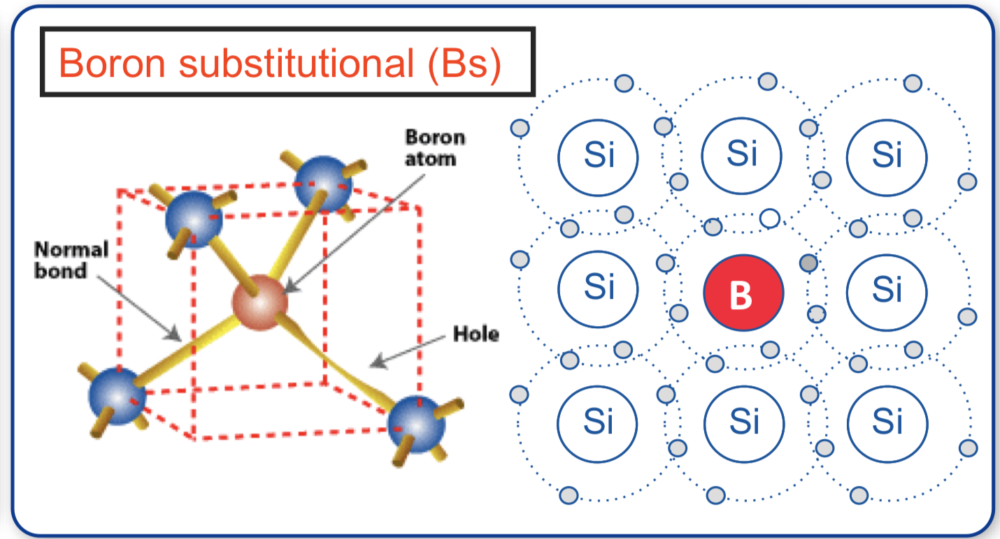 Boron substitutional (Bs)
Boron
atom
Normal
bond
Hole
Si
Si
Si
Si
B
Si
Si
Si
Si